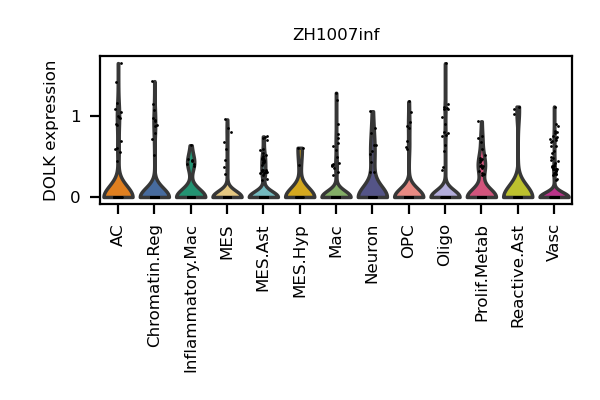 ZH1007inf
DOLK expression
1
0
AC
Chromatin.Reg
Inflammatory.Mac
MES
MES.Ast
MES.Hyp
Mac
Neuron
OPC
Oligo
Prolif.Metab
Reactive.Ast
Vasc